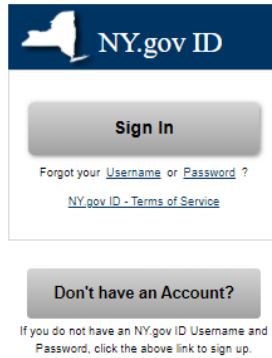 NY.gov ID
Sign In
Forgot your Username or Password ?
NY.gov ID - Terms of Service
Don't have an Account?
If you do not have an NY.gov ID Username and
Password, click the above link to sign up.